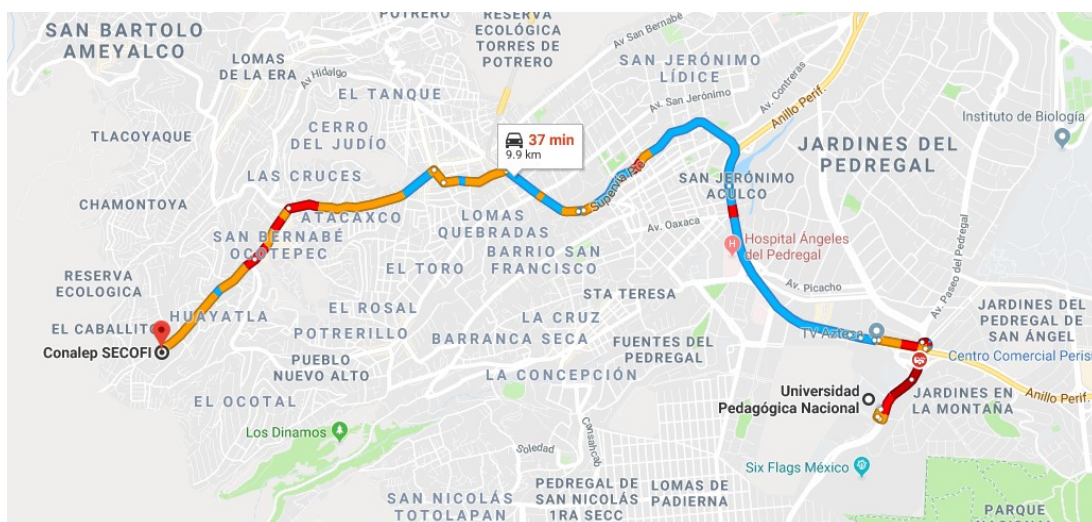 SAN BARTOLO
AMEYALCO
POTRERO
RESERVA
ECOLÓGICA
TORRES DE
POTRERO
Av San Bernabé
LOMAS
DE LA ERA
Av. Hidalgo
SAN JERÓNIMO
LÍDICE
Av. Contreras
Anillo Perif.
EL TANQUE
Av. San Jerónimo
Instituto de Biología
TLACOYAQUE
CERRO
DEL JUDÍO
37 min
9.9 km
JARDINES DEL
PEDREGAL
LAS CRUCES
SAN JERÓNIMO
ACULCO
Supervía Pte
CHAMONTOYA
ATACAXCO
LOMAS
QUEBRADAS
Av. Oaxaca
SAN BERNABÉ
OCOTEPEC
BARRIO SAN
FRANCISCO
H
Hospital Ángeles
del Pedregal
Av. Paseo del Pedregal
EL TORO
RESERVA
ECOLOGICA
STA TERESA
Av. Picacho
EL ROSAL
JARDINES DEL
PEDREGAL DE
SAN ÁNGEL
HUAYATLA
LA CRUZ
EL CABALLITO
POTRERILLO
BARRANCA SECA
FUENTES DEL
PEDREGAL
TV Azteca
Conalep SECOFI
PUEBLO
NUEVO ALTO
Centro Comercial Peris
LA CONCEPCIÓN
Universidad
Pedagógica Nacional
JARDINES EN
LA MONTAÑA
Anillo Perif.
EL OCOTAL
Los Dinamos
Soledad
Cansahcab
Six Flags México
SAN NICOLÁS
TOTOLAPAN
PEDREGAL DE
SAN NICOLÁS
1RA SECC
LOMAS DE
PADIERNA
PARQUE